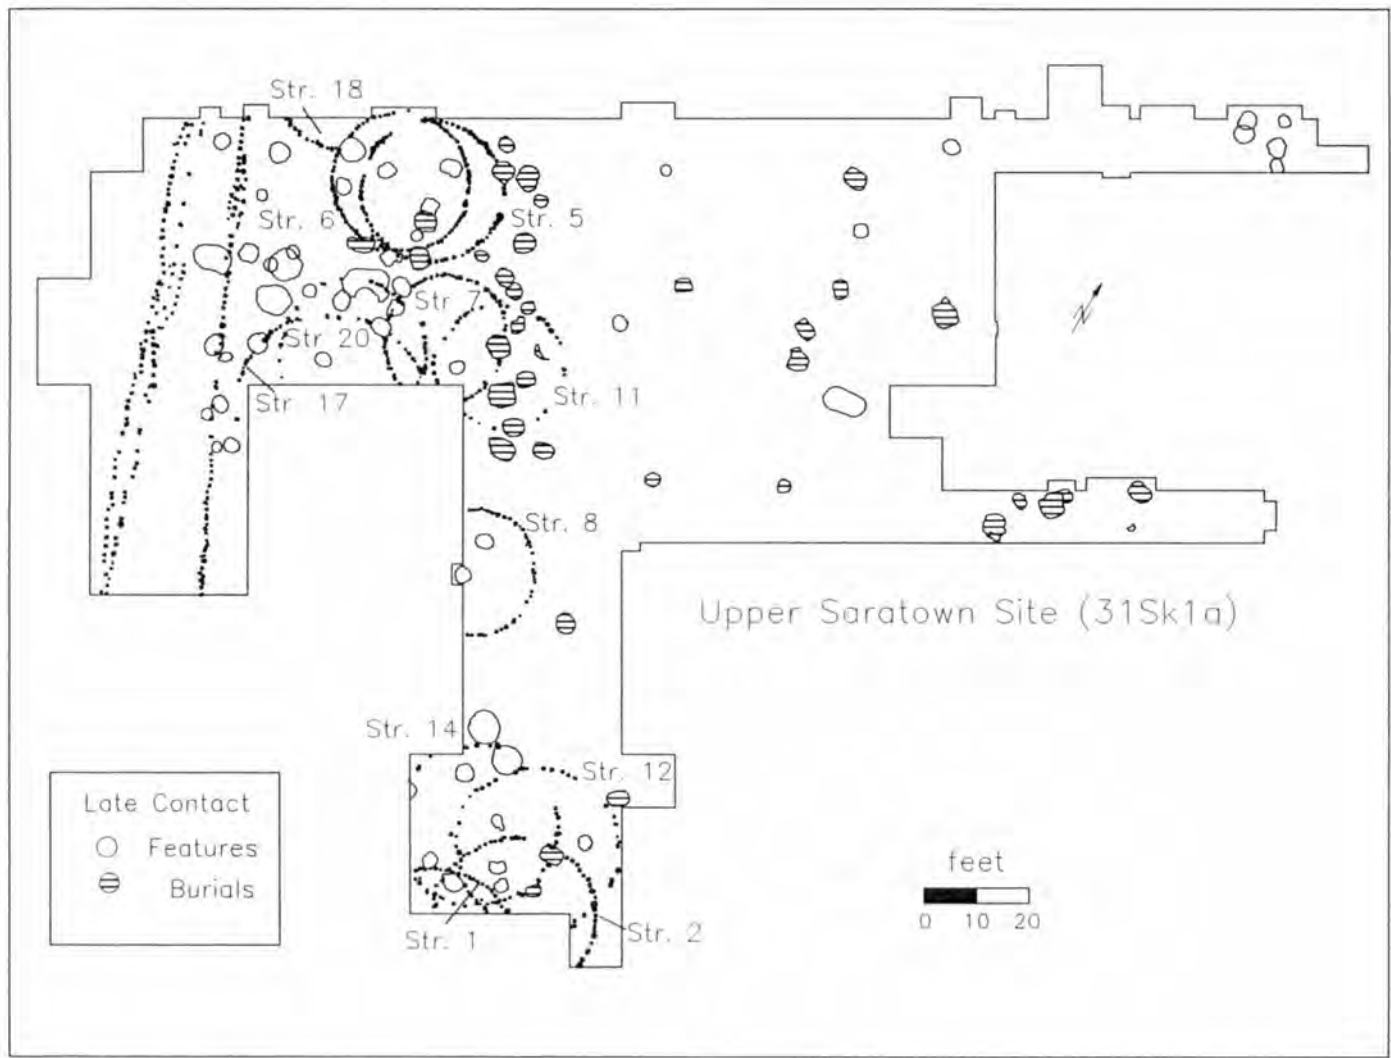 Str. 18
Str. 6
Str. 5
Str. 7
Str. 20
Str. 17
Str. 11
N
Str. 8
Upper Saratown Site (31Sk1a)
Str. 14
Str. 12
Late Contact
Features
Burials
feet
0 10 20
Str. 1
Str. 2